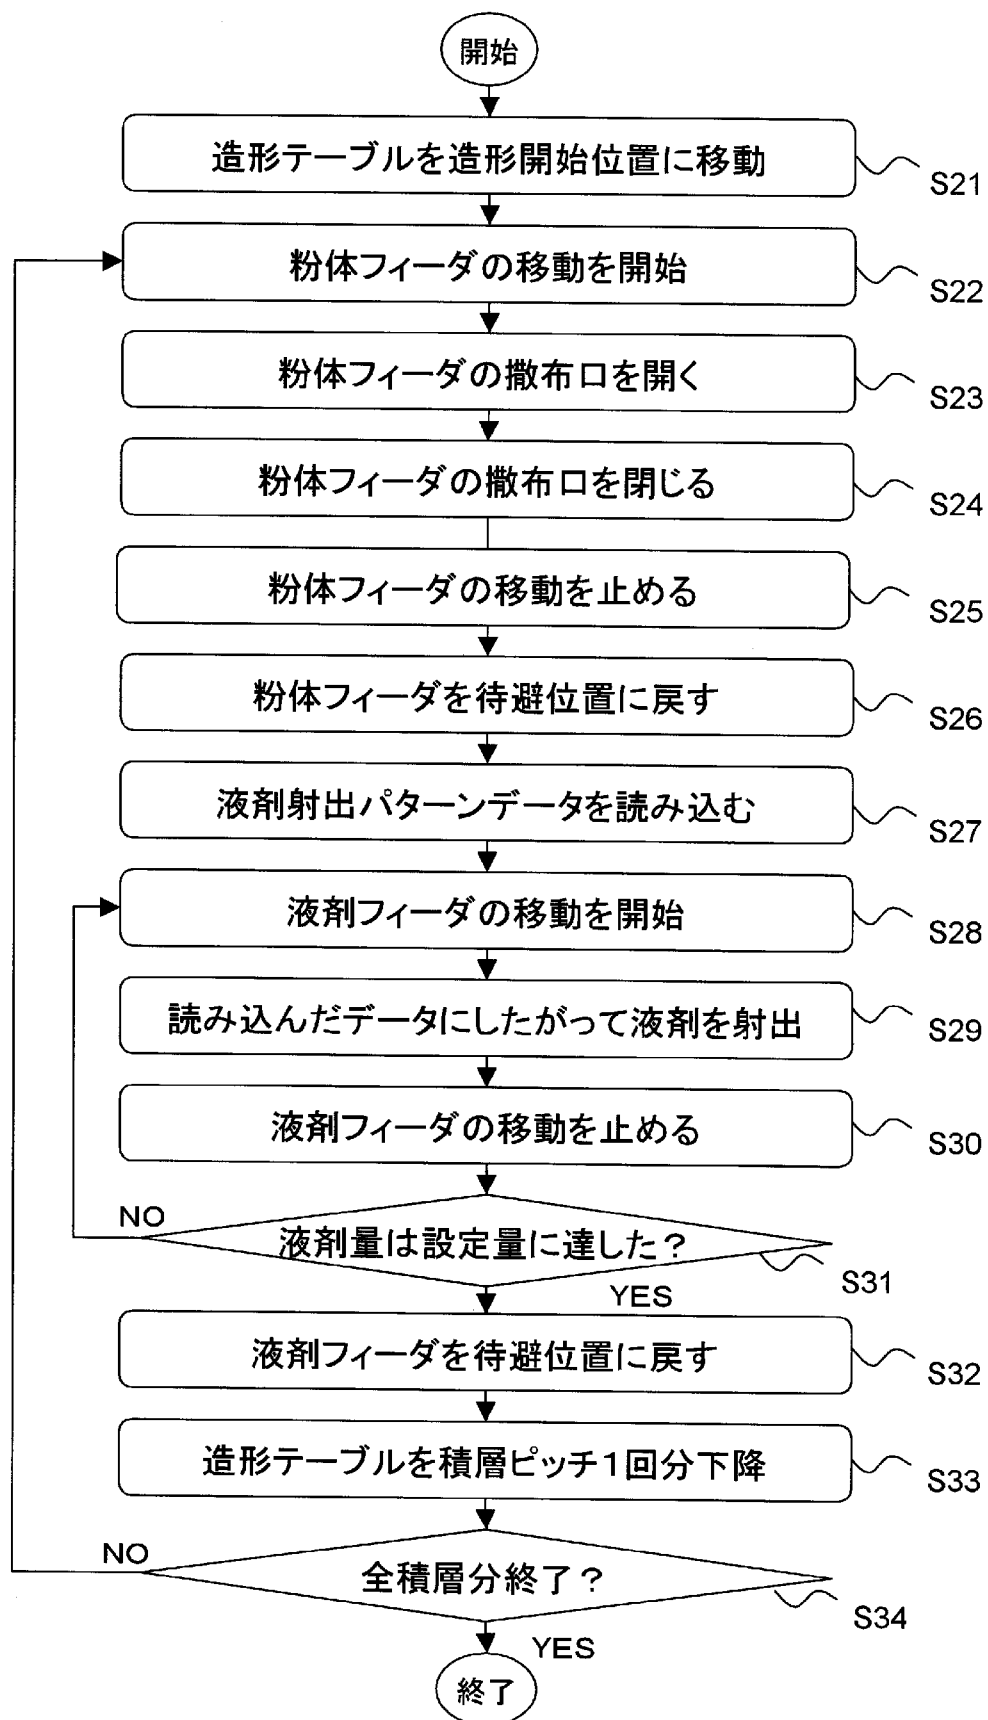 開始
造形テーブルを造形開始位置に移動
S21
粉体フィーダの移動を開始
S22
粉体フィーダの撒布口を開く
S23
粉体フィーダの撒布口を閉じる
S24
粉体フィーダの移動を止める
S25
粉体フィーダを待避位置に戻す
S26
液剤射出パターンデータを読み込む
S27
液剤フィーダの移動を開始
S28
読み込んだデータにしたがって液剤を射出
S29
液剤フィーダの移動を止める
S30
NO
液剤量は設定量に達した?
S31
YES
液剤フィーダを待避位置に戻す
S32
造形テーブルを積層ピッチ1回分下降
S33
NO
全積層分終了?
S34
YES
終了